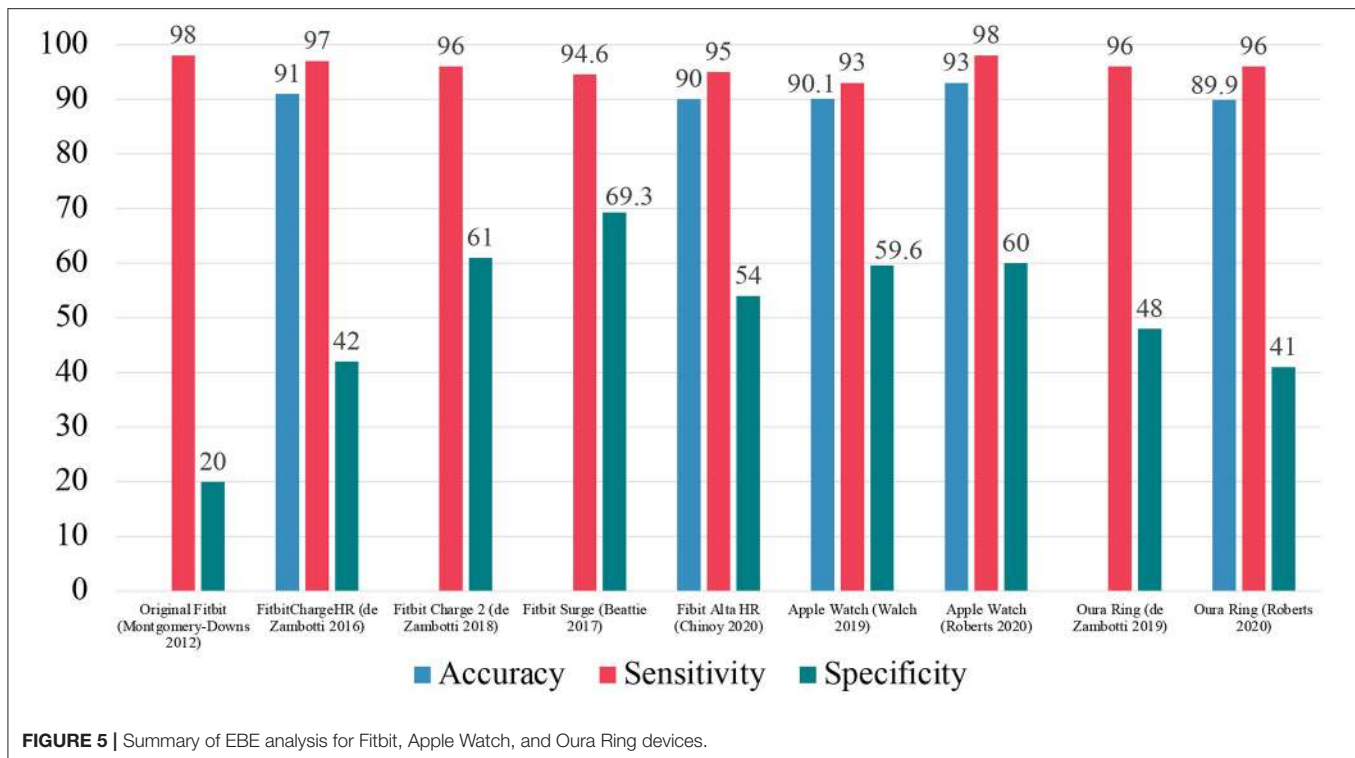 100
90
80
70
60
50
40
30
20
10
0
98
20
91
97
42
96
61
94.6
69.3
90
95
54
90.1
93
59.6
93
98
60
96
48
89.9
96
41
Original Fitbit
(Montgomery-Downs
2012)
FitbitChargeHR (de
Zambotti 2016)
Fitbit Charge 2 (de
Zambotti 2018)
Fitbit Surge (Beattie
2017)
Fibit Alta HR
(Chinoy 2020)
Apple Watch (Walch
2019)
Apple Watch
(Roberts 2020)
Oura Ring (de
Zambotti 2019)
Oura Ring (Roberts
2020)
Accuracy Sensitivity Specificity
FIGURE 5 | Summary of EBE analysis for Fitbit, Apple Watch, and Oura Ring devices.